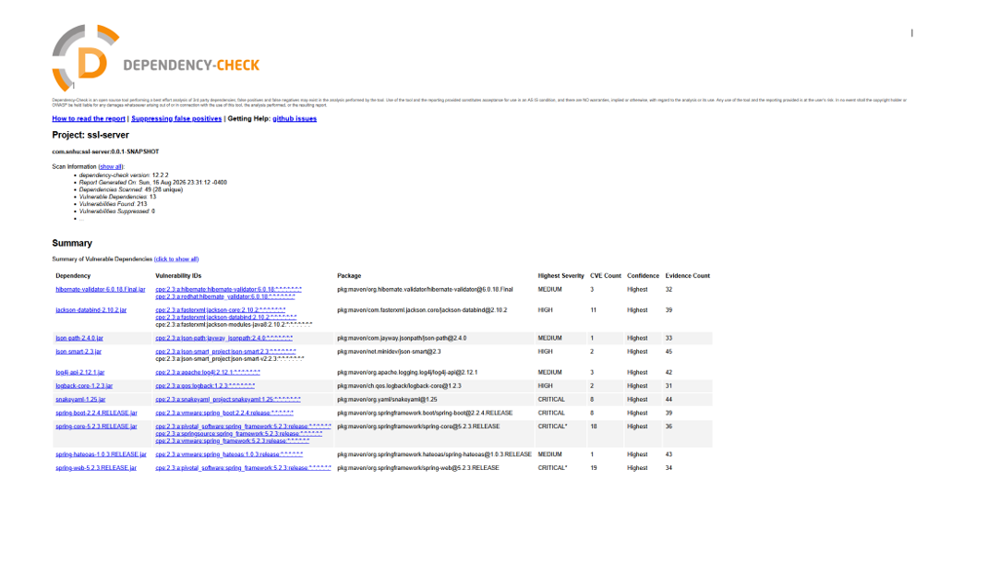 DEPENDENCY-CHECK
Dependency-Check is an open source tool performing a best effort analysis of 3rd party dependencies; false positives and false negatives may exist in the analysis performed by the tool. Use of the tool and the reporting provided constitutes acceptance for use in an AS IS condition, and there are NO warranties, implied or otherwise, with regard to the analysis or its use. Any use of the tool and the reporting provided is at the user's risk. In no event shall the copyright holder or
OWASP be held liable for any damages whatsoever arising out of or in connection with the use of this tool, the analysis performed, or the resulting report.
How to read the report | Suppressing false positives | Getting Help: github issues
Project: ssl-server
com.snhu:ssl-server:0.0.1-SNAPSHOT
Scan Information (show all):
• dependency-check version: 12.2.2
• Report Generated On: Sun, 16 Aug 2026 23:31:12 -0400
• Dependencies Scanned: 49 (28 unique)
• Vulnerable Dependencies: 13
• Vulnerabilities Found: 213
• Vulnerabilities Suppressed: 0
• ...
Summary
Summary of Vulnerable Dependencies (click to show all)
Dependency Vulnerability IDs Package Highest Severity CVE Count Confidence Evidence Count
hibernate-validator-6.0.18.Final.jar cpe:2.3:a:hibernate:hibernate-validator:6.0.18:*:*:*:*:*:*:* pkg:maven/org.hibernate.validator/hibernate-validator@6.0.18.Final MEDIUM 3 Highest 32
cpe:2.3:a:redhat:hibernate_validator:6.0.18:*:*:*:*:*:*:*
jackson-databind-2.10.2.jar cpe:2.3:a:fasterxml:jackson-core:2.10.2:*:*:*:*:*:*:* pkg:maven/com.fasterxml.jackson.core/jackson-databind@2.10.2 HIGH 11 Highest 39
cpe:2.3:a:fasterxml:jackson-databind:2.10.2:*:*:*:*:*:*:*
cpe:2.3:a:fasterxml:jackson-modules-java8:2.10.2:*:*:*:*:*:*:*
json-path-2.4.0.jar cpe:2.3:a:json-path:jayway_jsonpath:2.4.0:*:*:*:*:*:*:* pkg:maven/com.jayway.jsonpath/json-path@2.4.0 MEDIUM 1 Highest 33
json-smart-2.3.jar cpe:2.3:a:json-smart_project:json-smart:2.3:*:*:*:*:*:*:* pkg:maven/net.minidev/json-smart@2.3 HIGH 2 Highest 45
cpe:2.3:a:json-smart_project:json-smart-v2:2.3:*:*:*:*:*:*:*
log4j-api-2.12.1.jar cpe:2.3:a:apache:log4j:2.12.1:*:*:*:*:*:*:* pkg:maven/org.apache.logging.log4j/log4j-api@2.12.1 MEDIUM 3 Highest 42
logback-core-1.2.3.jar cpe:2.3:a:qos:logback:1.2.3:*:*:*:*:*:*:* pkg:maven/ch.qos.logback/logback-core@1.2.3 HIGH 2 Highest 31
snakeyaml-1.25.jar cpe:2.3:a:snakeyaml_project:snakeyaml:1.25:*:*:*:*:*:*:* pkg:maven/org.yaml/snakeyaml@1.25 CRITICAL 8 Highest 44
spring-boot-2.2.4.RELEASE.jar cpe:2.3:a:vmware:spring_boot:2.2.4:release:*:*:*:*:*:* pkg:maven/org.springframework.boot/spring-boot@2.2.4.RELEASE CRITICAL 8 Highest 39
spring-core-5.2.3.RELEASE.jar cpe:2.3:a:pivotal_software:spring_framework:5.2.3:release:*:*:*:*:*:* pkg:maven/org.springframework/spring-core@5.2.3.RELEASE CRITICAL* 18 Highest 36
cpe:2.3:a:springsource:spring_framework:5.2.3:release:*:*:*:*:*:*
cpe:2.3:a:vmware:spring_framework:5.2.3:release:*:*:*:*:*:*
spring-hateoas-1.0.3.RELEASE.jar cpe:2.3:a:vmware:spring_hateoas:1.0.3:release:*:*:*:*:*:* pkg:maven/org.springframework.hateoas/spring-hateoas@1.0.3.RELEASE MEDIUM 1 Highest 43
spring-web-5.2.3.RELEASE.jar cpe:2.3:a:pivotal_software:spring_framework:5.2.3:release:*:*:*:*:*:* pkg:maven/org.springframework/spring-web@5.2.3.RELEASE CRITICAL* 19 Highest 34